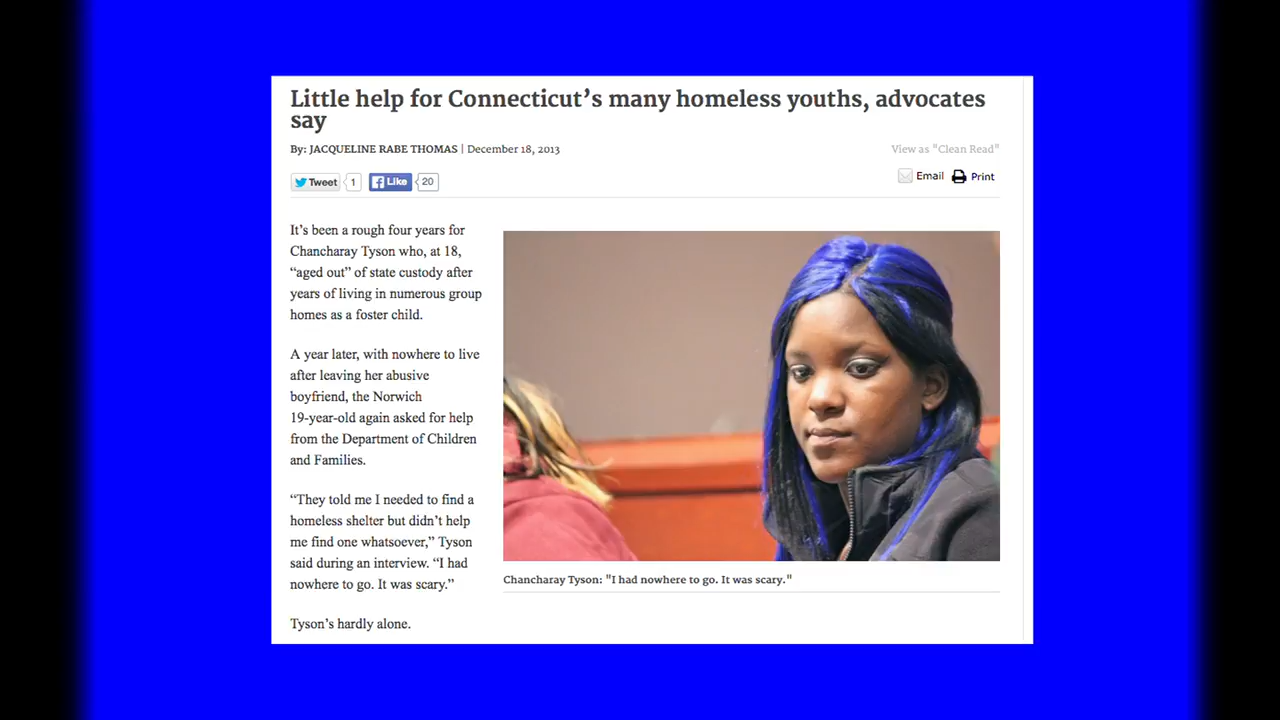 Little help for Connecticut’s many homeless youths, advocates
say
By: JACQUELINE RABE THOMAS | December 18, 2013
View as "Clean Read"
Tweet 1 Like 20
Email Print
It’s been a rough four years for
Chancharay Tyson who, at 18,
“aged out” of state custody after
years of living in numerous group
homes as a foster child.
A year later, with nowhere to live
after leaving her abusive
boyfriend, the Norwich
19-year-old again asked for help
from the Department of Children
and Families.
“They told me I needed to find a
homeless shelter but didn’t help
me find one whatsoever,” Tyson
said during an interview. “I had
nowhere to go. It was scary.”
Tyson’s hardly alone.
Chancharay Tyson: "I had nowhere to go. It was scary."